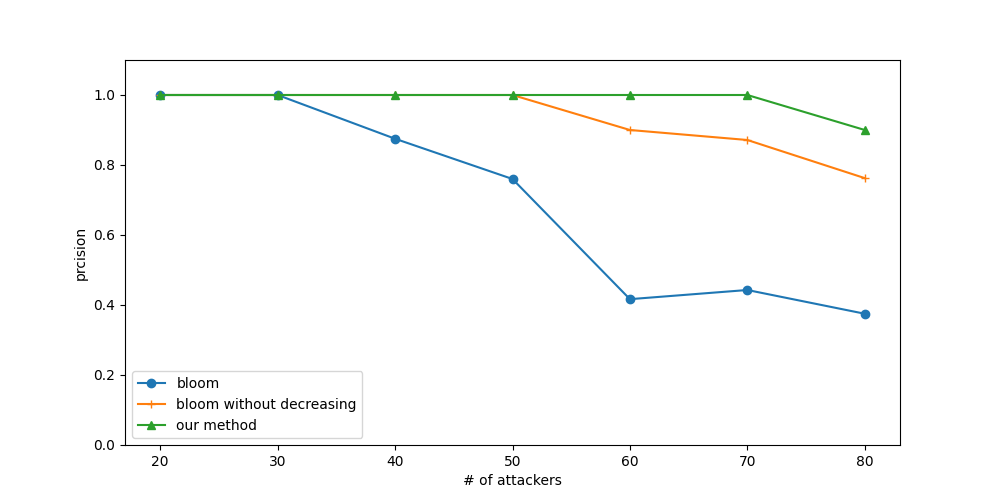 1.0
0.8
0.6
0.4
0.2
0.0
prcision
20 30 40 50 60 70 80
# of attackers
bloom
bloom without decreasing
our method